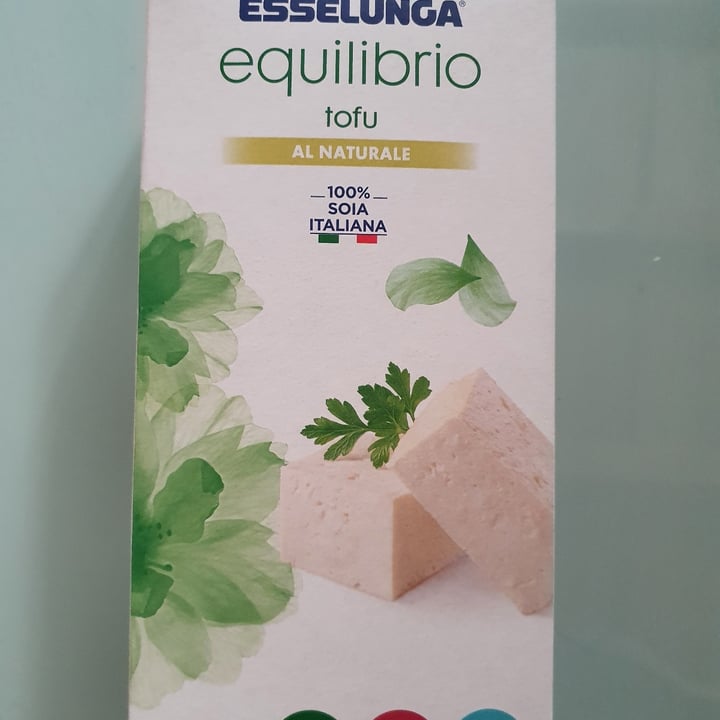 ESSELUNGA®
equilibrio
tofu
AL NATURALE
100%
SOIA
ITALIANA